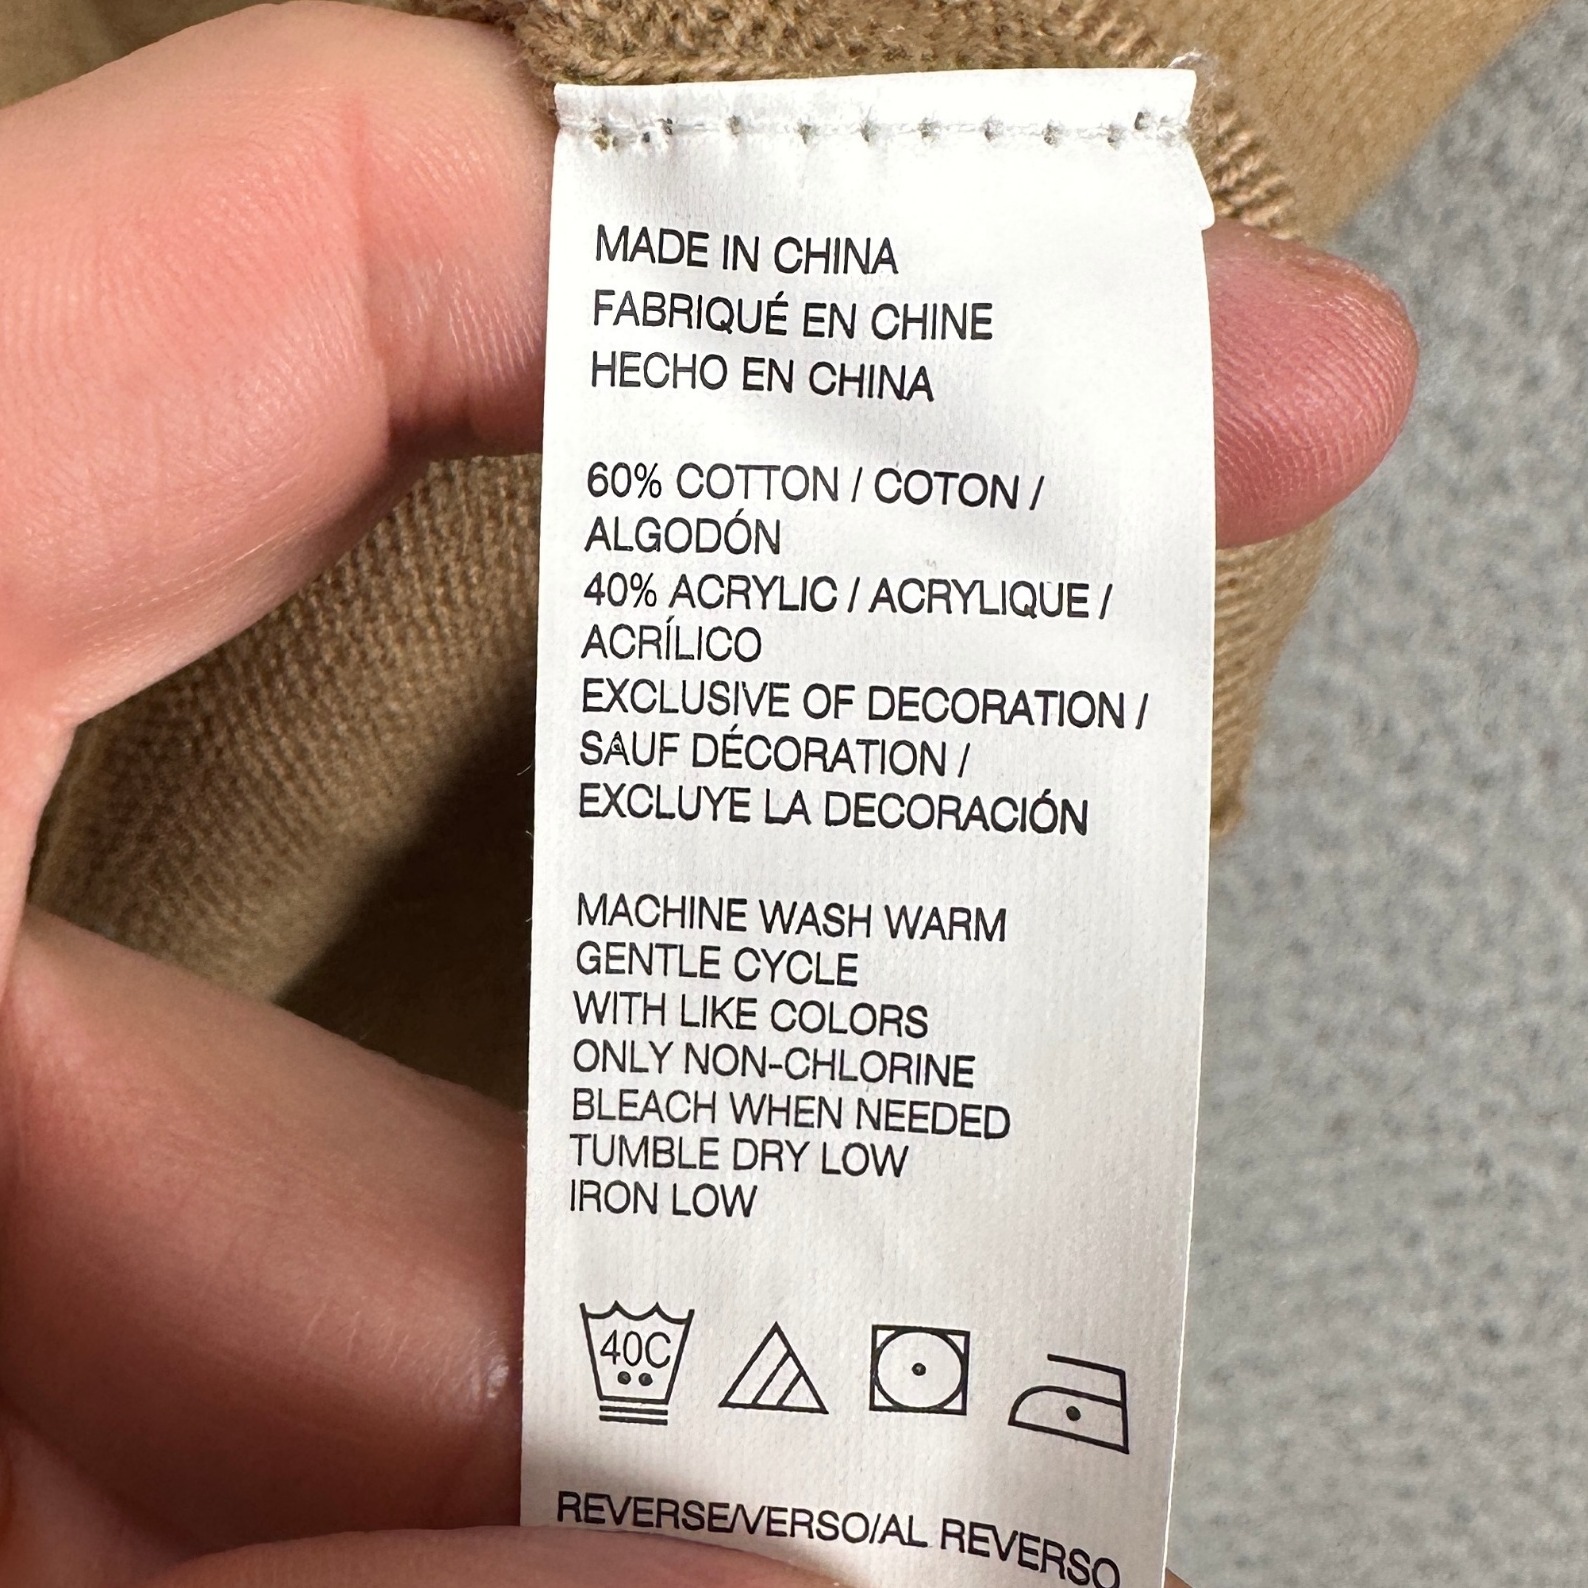 MADE IN CHINA
FABRIQUÉ EN CHINE
HECHO EN CHINA
60% COTTON / COTON /
ALGODÓN
40% ACRYLIC / ACRYLIQUE /
ACRÍLICO
EXCLUSIVE OF DECORATION /
SAUF DÉCORATION /
EXCLUYE LA DECORACIÓN
MACHINE WASH WARM
GENTLE CYCLE
WITH LIKE COLORS
ONLY NON-CHLORINE
BLEACH WHEN NEEDED
TUMBLE DRY LOW
IRON LOW
40C
REVERSE/VERSO/AL REVERSO